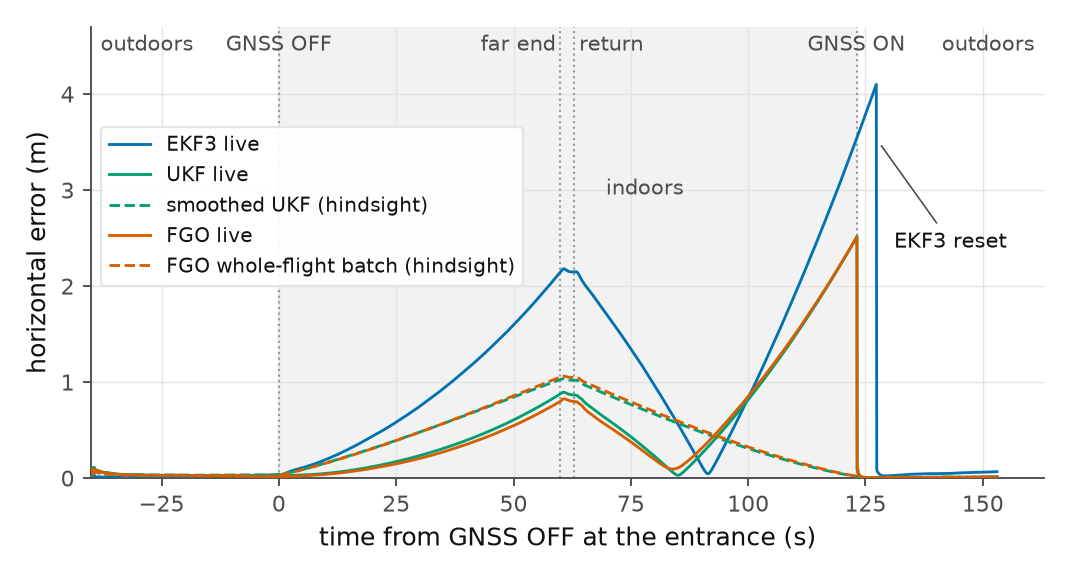 outdoors GNSS OFF far end return GNSS ON outdoors
4
EKF3 live
UKF live
smoothed UKF (hindsight)
FGO live
FGO whole-flight batch (hindsight)
3
indoors
EKF3 reset
2
1
0
horizontal error (m)
−25 0 25 50 75 100 125 150
time from GNSS OFF at the entrance (s)